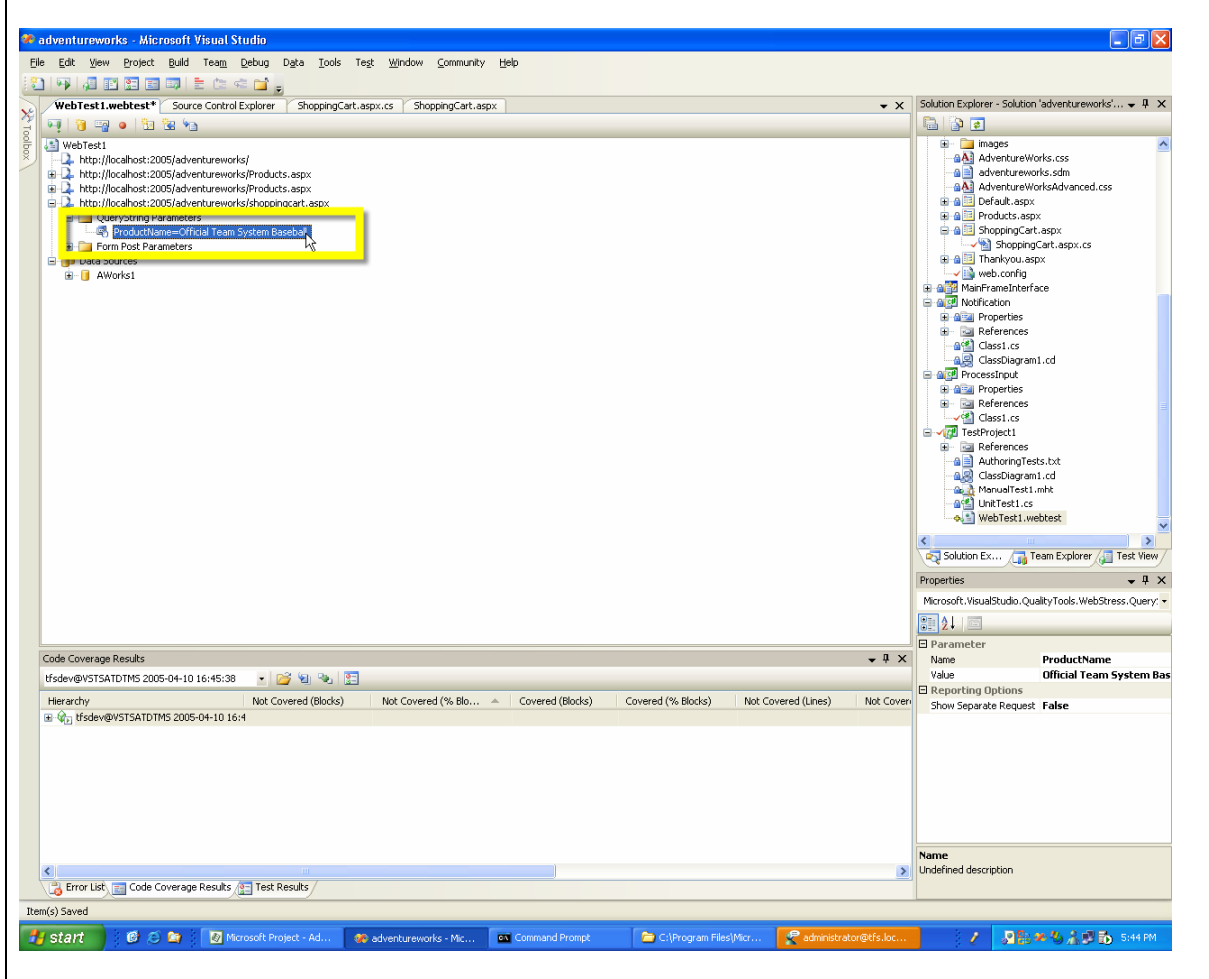 adventureworks - Microsoft Visual Studio
File Edit View Project Build Team Debug Data Tools Test Window Community Help
WebTest1.webtest* Source Control Explorer ShoppingCart.aspx.cs ShoppingCart.aspx
Toolbox
WebTest1
http://localhost:2005/adventureworks/
http://localhost:2005/adventureworks/Products.aspx
http://localhost:2005/adventureworks/Products.aspx
http://localhost:2005/adventureworks/shoppingcart.aspx
QueryString Parameters
ProductName=Official Team System Baseball
Form Post Parameters
Data Sources
AWorks1
Solution Explorer - Solution 'adventureworks'...
images
AdventureWorks.css
adventureworks.sdm
AdventureWorksAdvanced.css
Default.aspx
Products.aspx
ShoppingCart.aspx
ShoppingCart.aspx.cs
Thankyou.aspx
web.config
MainFrameInterface
Notification
Properties
References
Class1.cs
ClassDiagram1.cd
ProcessInput
Properties
References
Class1.cs
TestProject1
References
AuthoringTests.txt
ClassDiagram1.cd
ManualTest1.mht
UnitTest1.cs
WebTest1.webtest
Solution Ex... Team Explorer Test View
Properties
Microsoft.VisualStudio.QualityTools.WebStress.Query:
Parameter
Name ProductName
Value Official Team System Bas
Reporting Options
Show Separate Request False
Name
Undefined description
Code Coverage Results
tfsdev@VSTSATDTMS 2005-04-10 16:45:38
Hierarchy Not Covered (Blocks) Not Covered (% Blo... Covered (Blocks) Covered (% Blocks) Not Covered (Lines) Not Cover
tfsdev@VSTSATDTMS 2005-04-10 16:4
Error List Code Coverage Results Test Results
Item(s) Saved
start Microsoft Project - Ad... adventureworks - Mic... Command Prompt C:\Program Files\Micr... administrator@tfs.loc... 5:44 PM